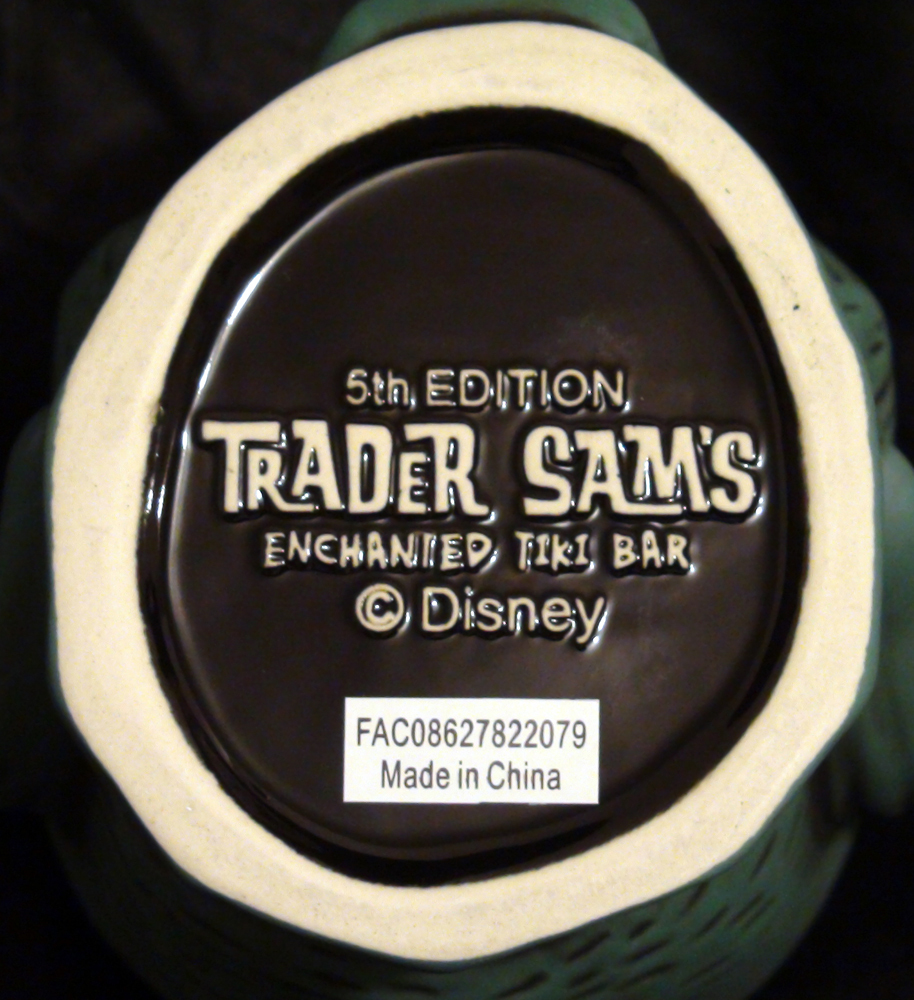 5th EDITION
TRADER SAM'S
ENCHANTED TIKI BAR
© Disney
FAC08627822079
Made in China